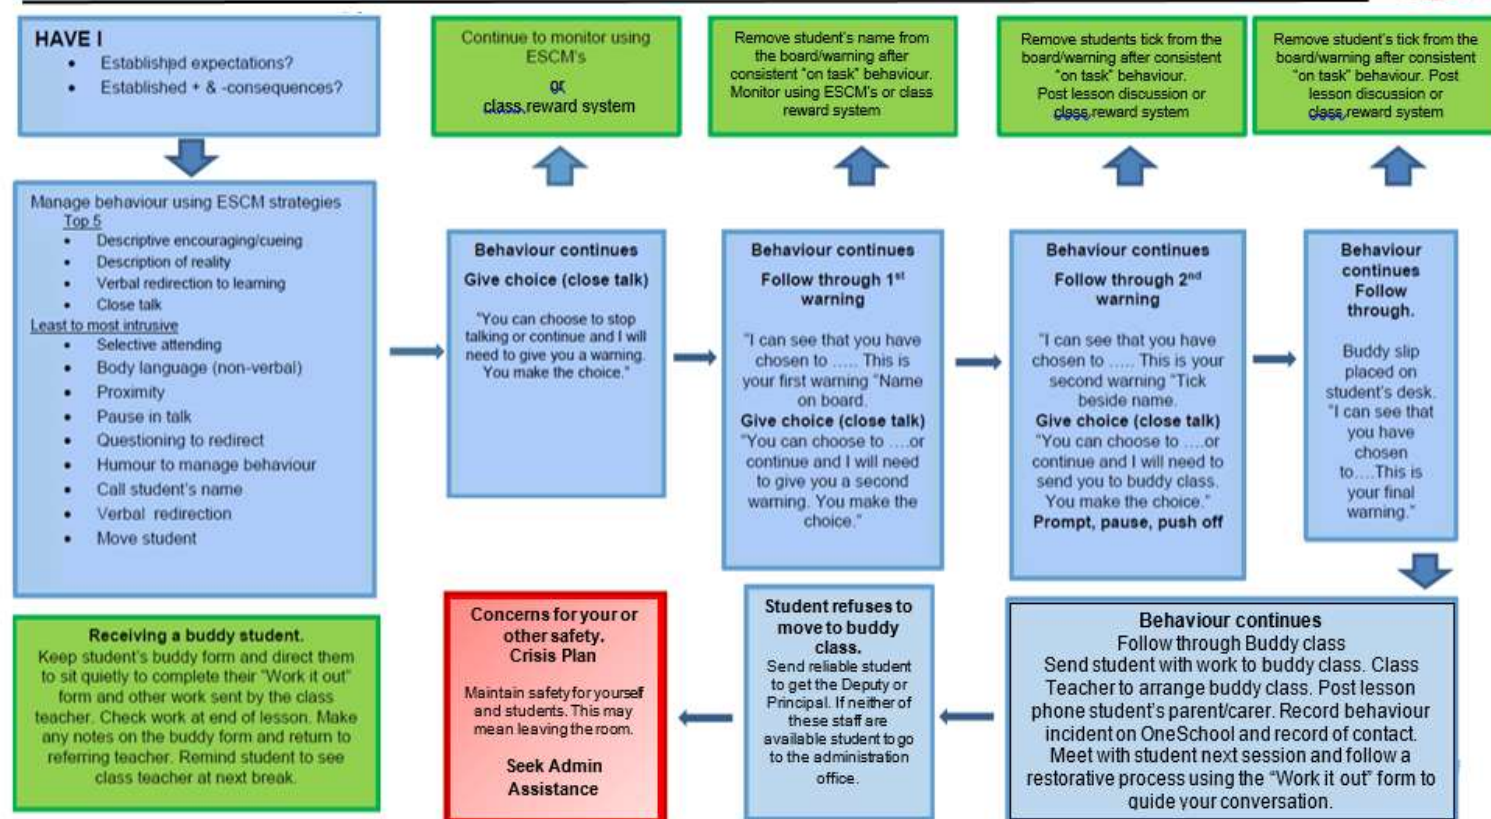 HAVE I
• Established expectations?
• Established + & -consequences?
Continue to monitor using
ESCM's
or
class reward system
Remove student's name from
the board/warning after
consistent "on task" behaviour.
Monitor using ESCM's or class
reward system
Remove students tick from the
board/warning after consistent
"on task" behaviour.
Post lesson discussion or
class reward system
Remove student's tick from the
board/warning after consistent
"on task" behaviour. Post
lesson discussion or
class reward system
Manage behaviour using ESCM strategies
Top 5
• Descriptive encouraging/cueing
• Description of reality
• Verbal redirection to learning
• Close talk
Least to most intrusive
• Selective attending
• Body language (non-verbal)
• Proximity
• Pause in talk
• Questioning to redirect
• Humour to manage behaviour
• Call student's name
• Verbal redirection
• Move student
Behaviour continues
Give choice (close talk)
"You can choose to stop
talking or continue and I will
need to give you a warning.
You make the choice."
Behaviour continues
Follow through 1st
warning
"I can see that you have
chosen to ..... This is
your first warning "Name
on board.
Give choice (close talk)
"You can choose to ....or
continue and I will need
to give you a second
warning. You make the
choice."
Behaviour continues
Follow through 2nd
warning
"I can see that you have
chosen to ..... This is your
second warning "Tick
beside name.
Give choice (close talk)
"You can choose to ....or
continue and I will need to
send you to buddy class.
You make the choice."
Prompt, pause, push off
Behaviour
continues
Follow
through.
Buddy slip
placed on
student's desk.
"I can see that
you have
chosen
to....This is
your final
warning."
Behaviour continues
Follow through Buddy class
Send student with work to buddy class. Class
Teacher to arrange buddy class. Post lesson
phone student's parent/carer. Record behaviour
incident on OneSchool and record of contact.
Meet with student next session and follow a
restorative process using the "Work it out" form to
guide your conversation.
Student refuses to
move to buddy
class.
Send reliable student
to get the Deputy or
Principal. If neither of
these staff are
available student to go
to the administration
office.
Concerns for your or
other safety.
Crisis Plan
Maintain safety for yourself
and students. This may
mean leaving the room.
Seek Admin
Assistance
Receiving a buddy student.
Keep student's buddy form and direct them
to sit quietly to complete their "Work it out"
form and other work sent by the class
teacher. Check work at end of lesson. Make
any notes on the buddy form and return to
referring teacher. Remind student to see
class teacher at next break.